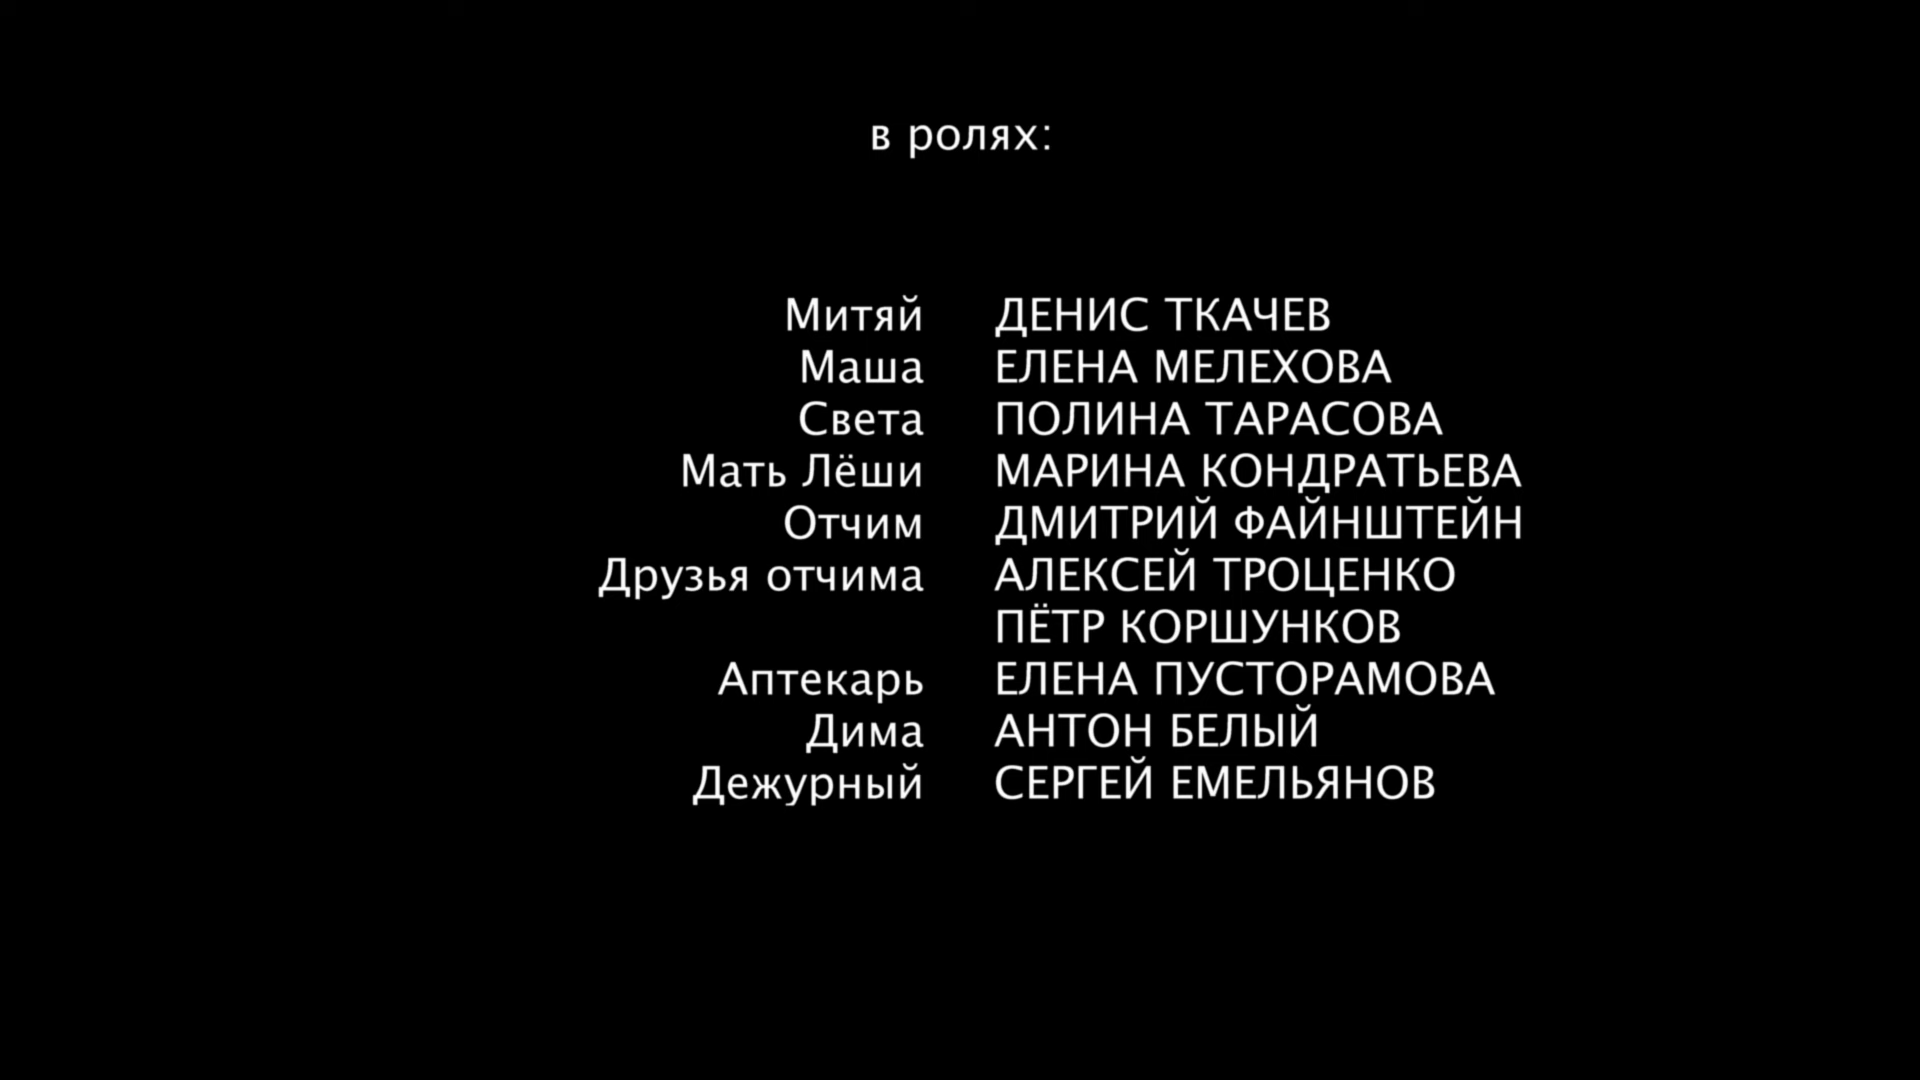 в ролях:
Митяй ДЕНИС ТКАЧЕВ
Маша ЕЛЕНА МЕЛЕХОВА
Света ПОЛИНА ТАРАСОВА
Мать Лёши МАРИНА КОНДРАТЬЕВА
Отчим ДМИТРИЙ ФАЙНШТЕЙН
Друзья отчима АЛЕКСЕЙ ТРОЦЕНКО
ПЁТР КОРШУНКОВ
Аптекарь ЕЛЕНА ПУСТОРАМОВА
Дима АНТОН БЕЛЫЙ
Дежурный СЕРГЕЙ ЕМЕЛЬЯНОВ